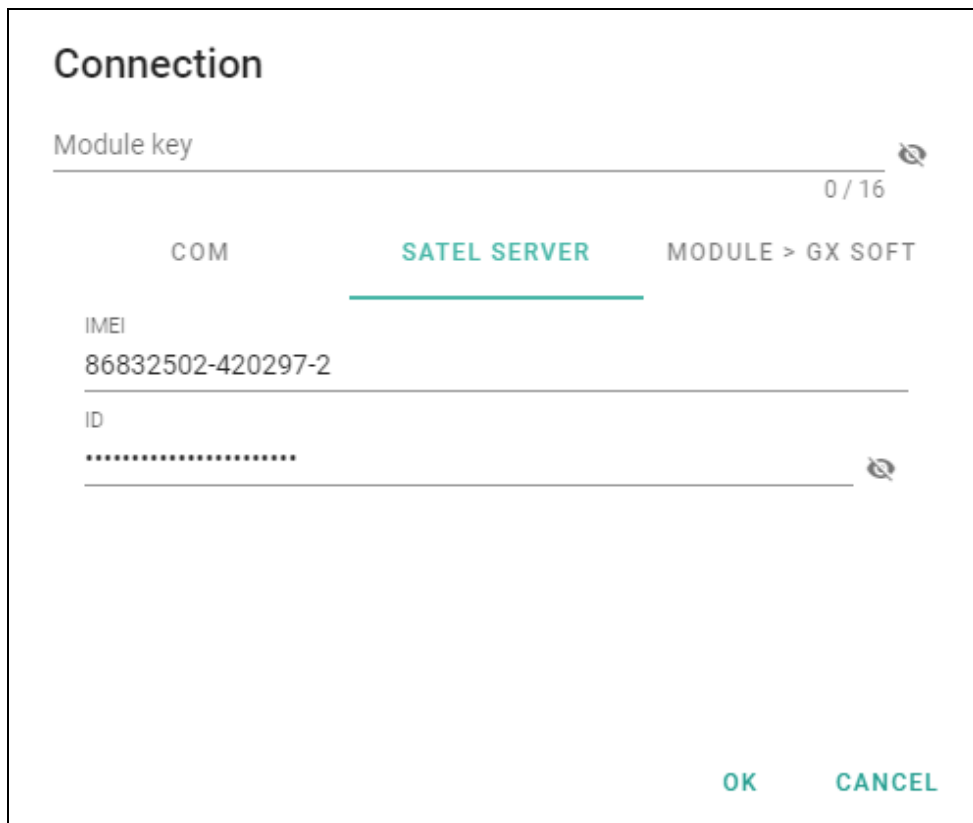 Connection
Module key
0 / 16
COM SATEL SERVER MODULE > GX SOFT
IMEI
86832502-420297-2
ID
•••••••••••••••••••••••
OK CANCEL